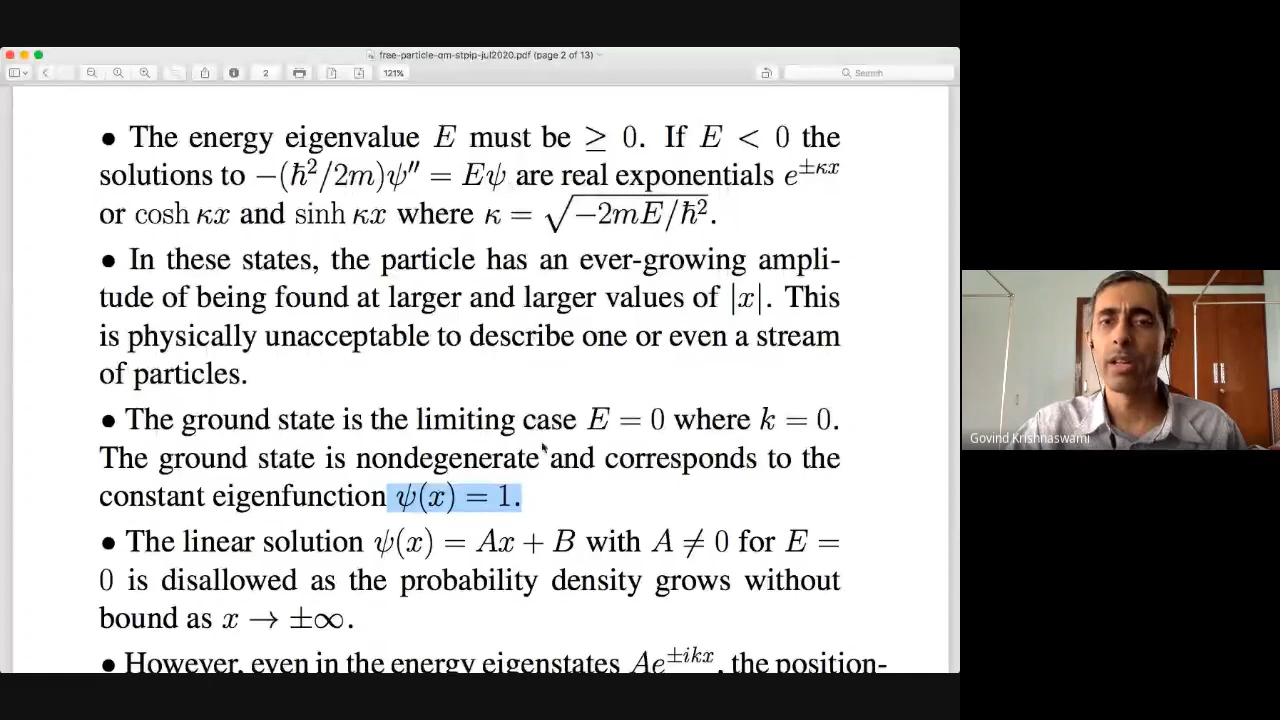 free-particle-qm-stpip-jul2020.pdf (page 2 of 13)
2
121%
Search
• The energy eigenvalue E must be ≥ 0. If E < 0 the
solutions to −(ħ²/2m)ψ″ = Eψ are real exponentials e^{±κx}
or cosh κx and sinh κx where κ = √(−2mE/ħ²).
• In these states, the particle has an ever-growing ampli-
tude of being found at larger and larger values of |x|. This
is physically unacceptable to describe one or even a stream
of particles.
• The ground state is the limiting case E = 0 where k = 0.
The ground state is nondegenerate and corresponds to the
constant eigenfunction ψ(x) = 1.
• The linear solution ψ(x) = Ax + B with A ≠ 0 for E =
0 is disallowed as the probability density grows without
bound as x → ±∞.
• However, even in the energy eigenstates Ae^{±ikx}, the position-
Govind Krishnaswami